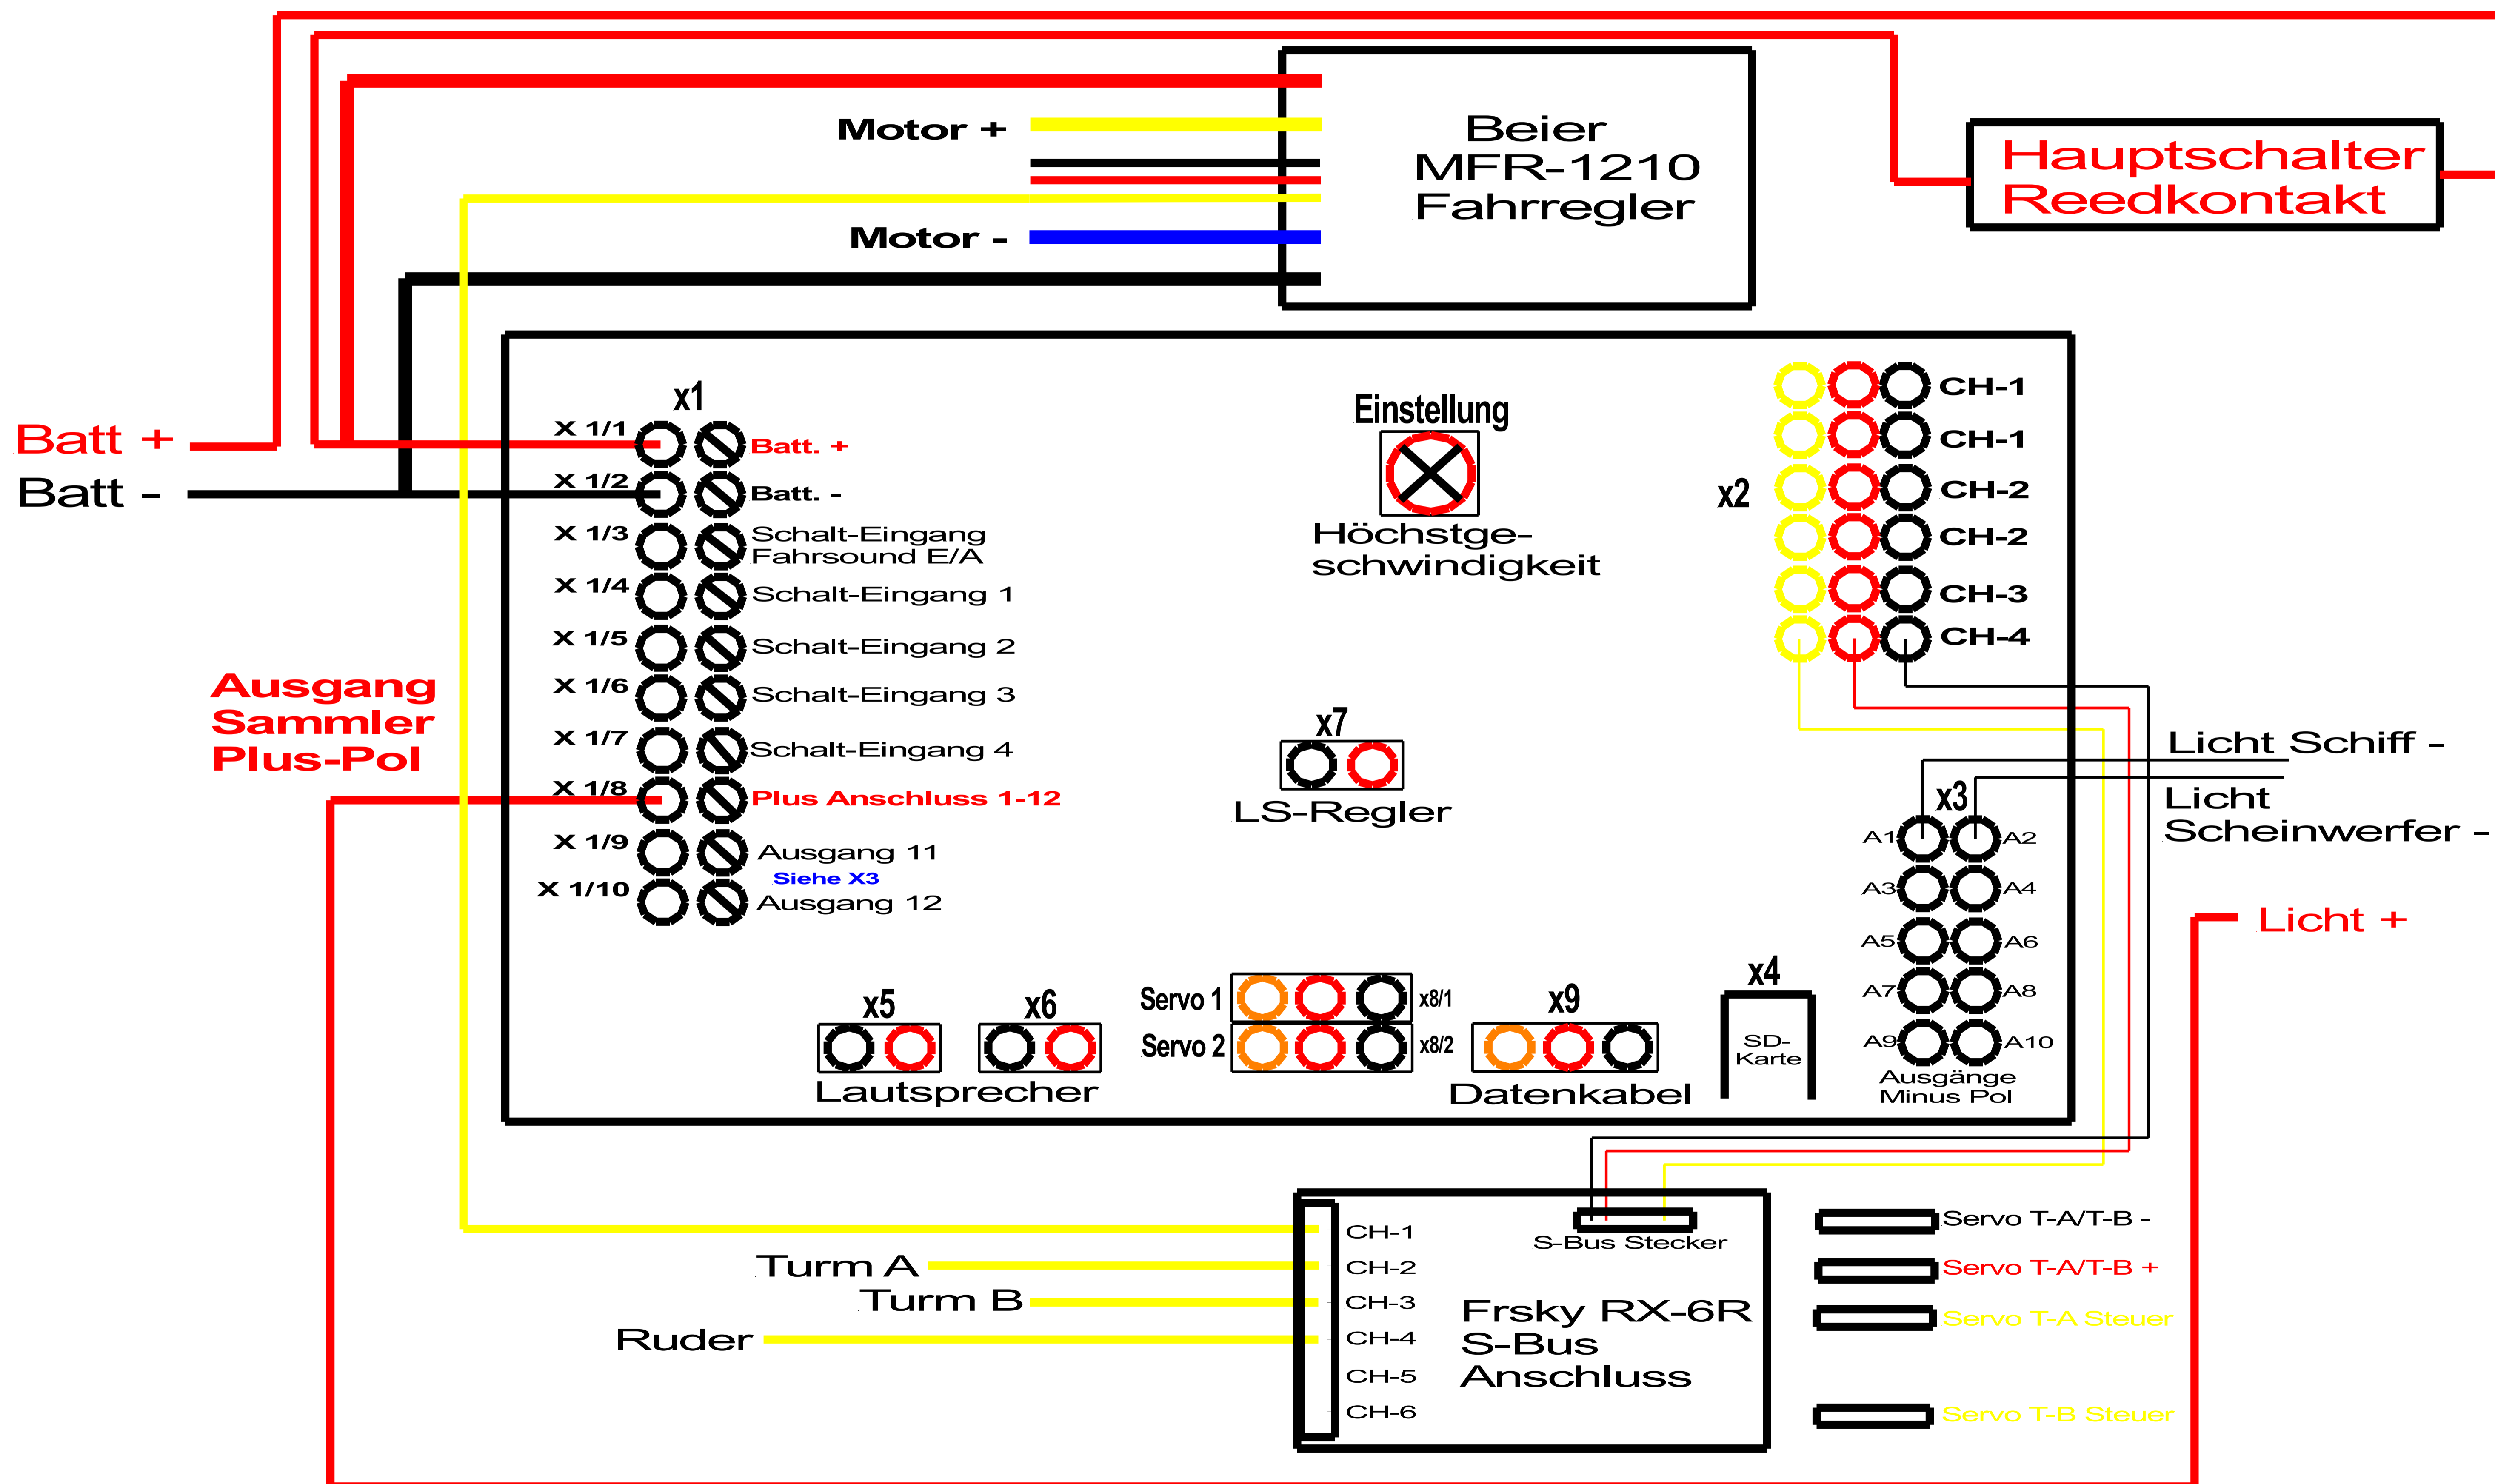 Motor +
Motor -
Beier
MFR-1210
Fahrregler
Hauptschalter
Reedkontakt
Batt +
Batt -
x1
X 1/1
Batt. +
X 1/2
Batt. -
X 1/3
Schalt-Eingang
Fahrsound E/A
X 1/4
Schalt-Eingang 1
X 1/5
Schalt-Eingang 2
X 1/6
Schalt-Eingang 3
X 1/7
Schalt-Eingang 4
X 1/8
Plus Anschluss 1-12
X 1/9
Ausgang 11
Siehe X3
X 1/10
Ausgang 12
Ausgang
Sammler
Plus-Pol
Einstellung
Höchstge-
schwindigkeit
x2
CH-1
CH-1
CH-2
CH-2
CH-3
CH-4
x7
LS-Regler
Licht Schiff -
Licht
Scheinwerfer -
x3
A1
A2
A3
A4
A5
A6
A7
A8
A9
A10
Ausgänge
Minus Pol
Licht +
x5
x6
Lautsprecher
Servo 1
x8/1
Servo 2
x8/2
x9
Datenkabel
x4
SD-
Karte
Turm A
Turm B
Ruder
CH-1
CH-2
CH-3
CH-4
CH-5
CH-6
S-Bus Stecker
Frsky RX-6R
S-Bus
Anschluss
Servo T-A/T-B -
Servo T-A/T-B +
Servo T-A Steuer
Servo T-B Steuer